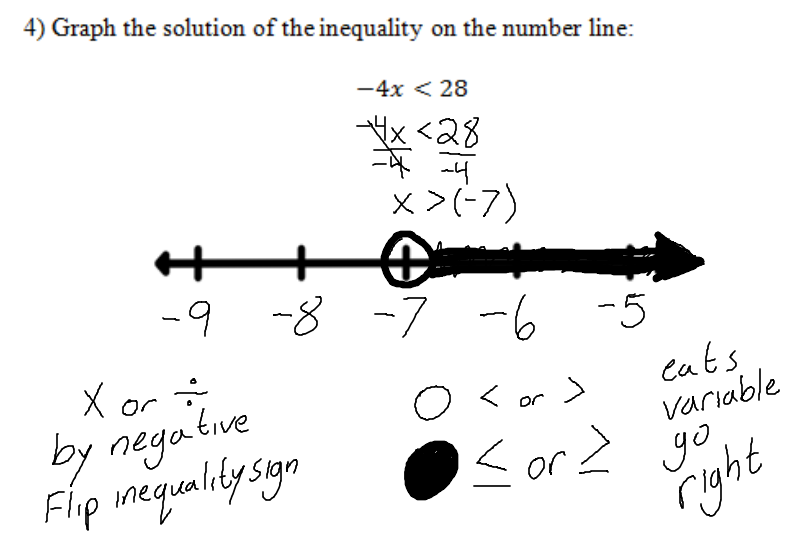 4) Graph the solution of the inequality on the number line:
−4x < 28
-4x < 28
-4 -4
x > (-7)
-9 -8 -7 -6 -5
X or ÷
by negative
Flip inequality sign
< or >
≤ or ≥
eats
variable
go
right